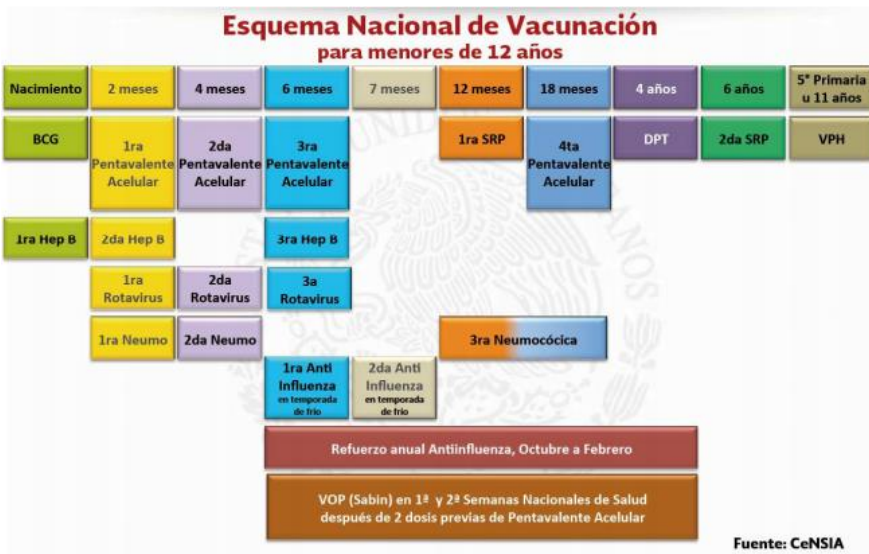 Esquema Nacional de Vacunación
para menores de 12 años
Nacimiento
2 meses
4 meses
6 meses
7 meses
12 meses
18 meses
4 años
6 años
5° Primaria
u 11 años
BCG
1ra
Pentavalente
Acelular
2da
Pentavalente
Acelular
3ra
Pentavalente
Acelular
1ra SRP
4ta
Pentavalente
Acelular
DPT
2da SRP
VPH
1ra Hep B
2da Hep B
3ra Hep B
1ra
Rotavirus
2da
Rotavirus
3a
Rotavirus
1ra Neumo
2da Neumo
3ra Neumocócica
1ra Anti
Influenza
en temporada
de frio
2da Anti
Influenza
en temporada
de frio
Refuerzo anual Antiinfluenza, Octubre a Febrero
VOP (Sabin) en 1ª y 2ª Semanas Nacionales de Salud
después de 2 dosis previas de Pentavalente Acelular
Fuente: CeNSIA